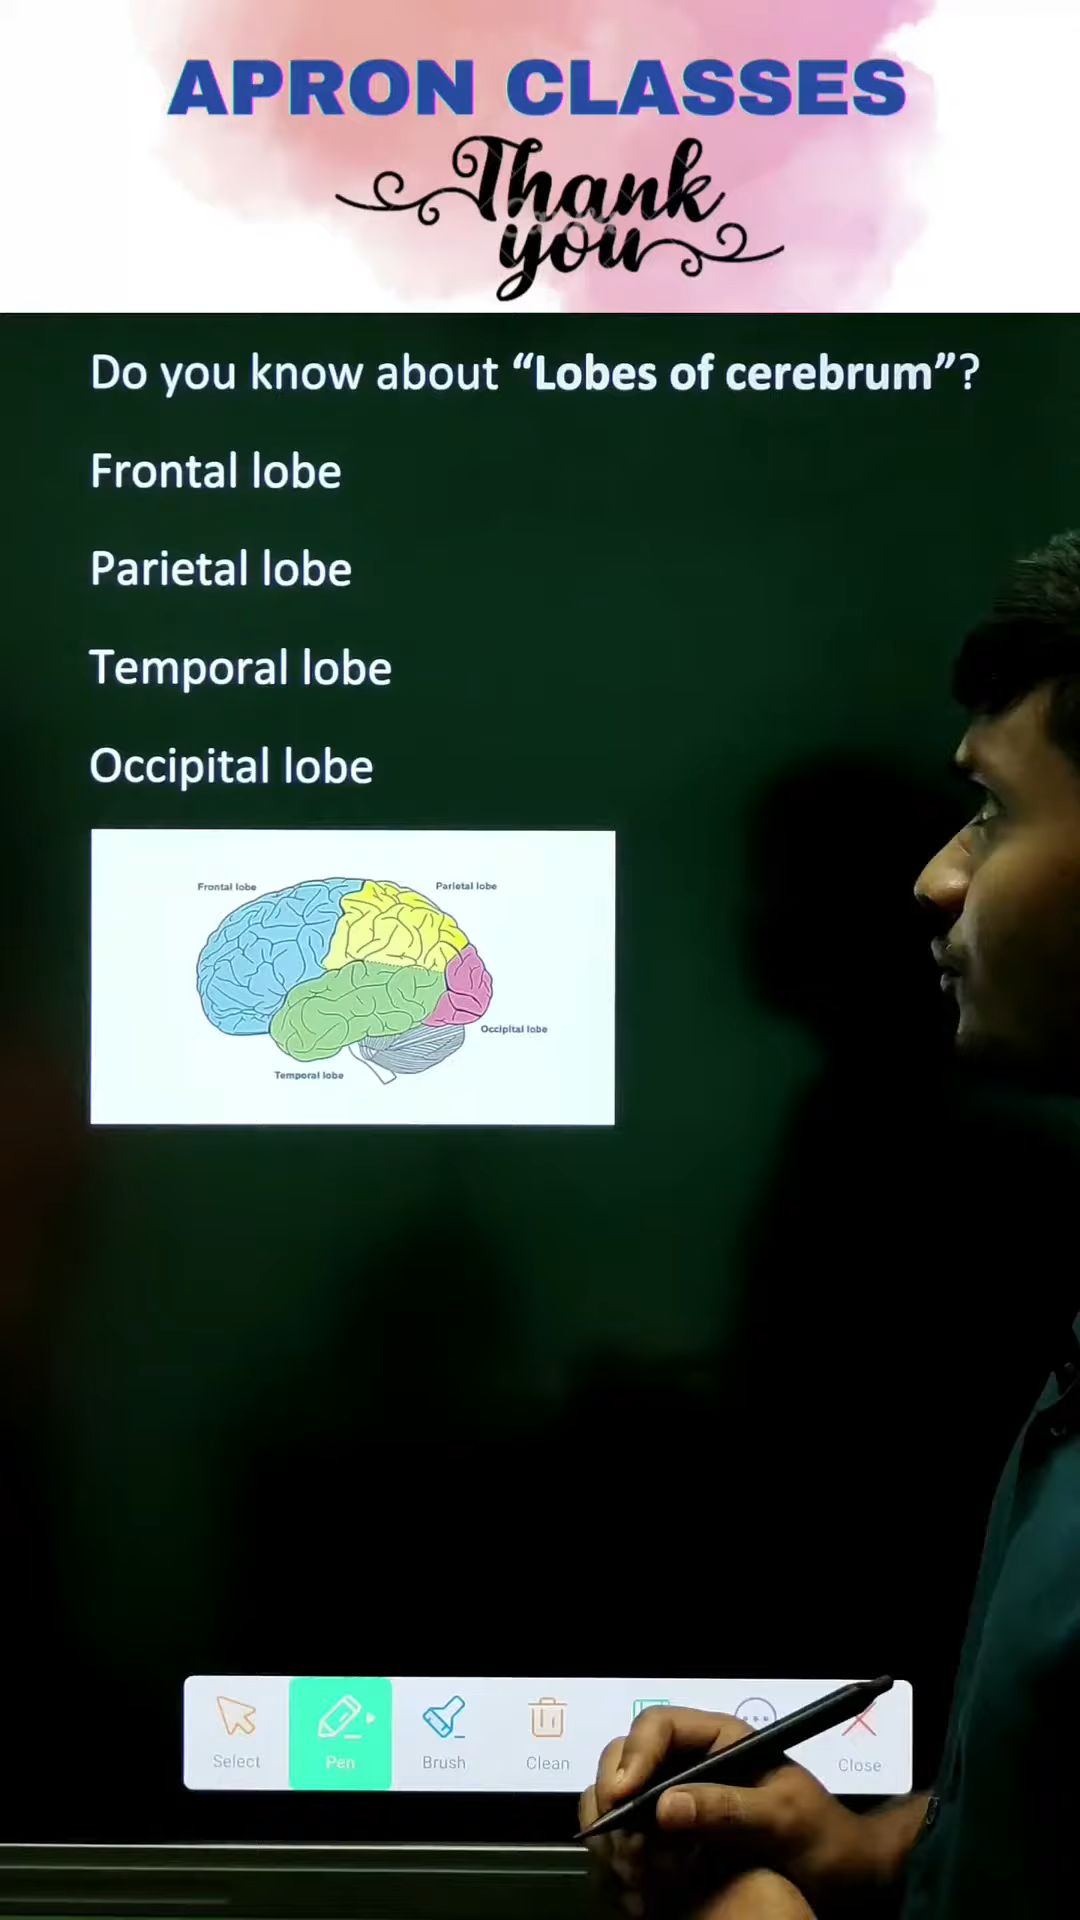 APRON CLASSES
Thank
you
Do you know about “Lobes of cerebrum”?
Frontal lobe
Parietal lobe
Temporal lobe
Occipital lobe
Frontal lobe
Parietal lobe
Occipital lobe
Temporal lobe
Select
Pen
Brush
Clean
Close